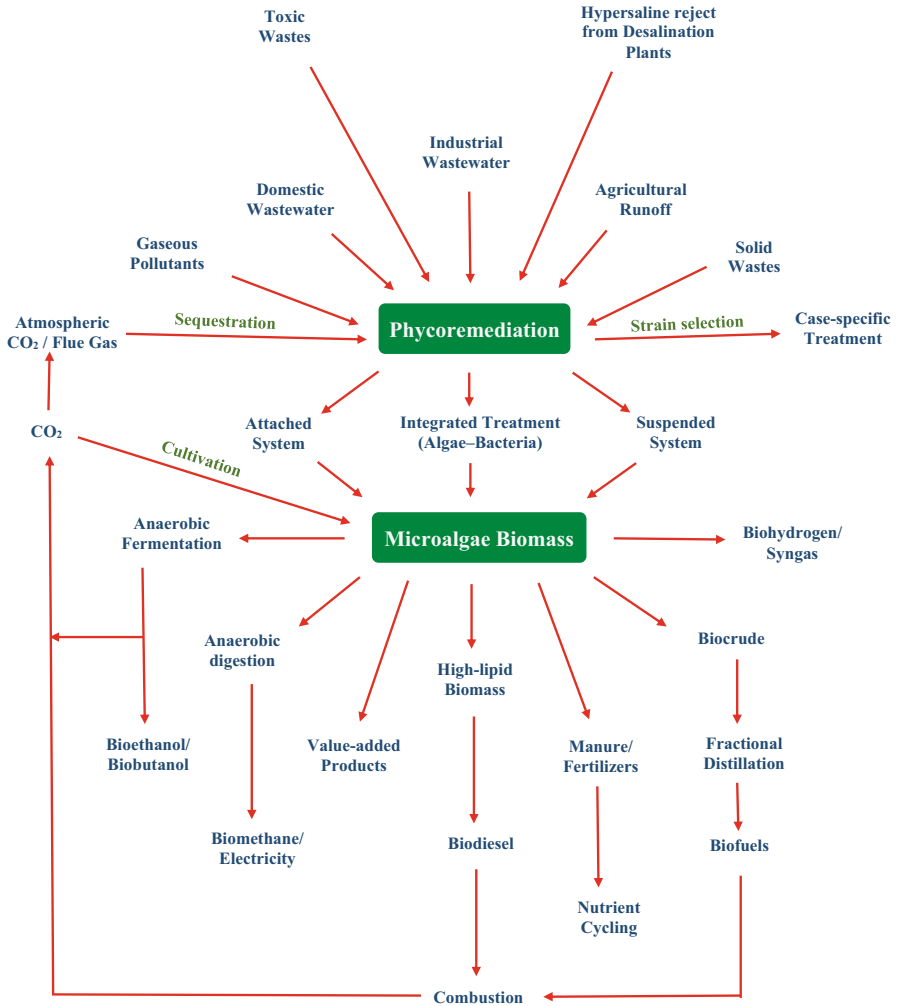 Toxic
Wastes
Hypersaline reject
from Desalination
Plants
Industrial
Wastewater
Domestic
Wastewater
Agricultural
Runoff
Gaseous
Pollutants
Solid
Wastes
Atmospheric
CO₂ / Flue Gas
Sequestration
Phycoremediation
Strain selection
Case-specific
Treatment
CO₂
Cultivation
Attached
System
Integrated Treatment
(Algae–Bacteria)
Suspended
System
Anaerobic
Fermentation
Microalgae Biomass
Biohydrogen/
Syngas
Anaerobic
digestion
High-lipid
Biomass
Biocrude
Bioethanol/
Biobutanol
Value-added
Products
Manure/
Fertilizers
Fractional
Distillation
Biomethane/
Electricity
Biodiesel
Biofuels
Nutrient
Cycling
Combustion